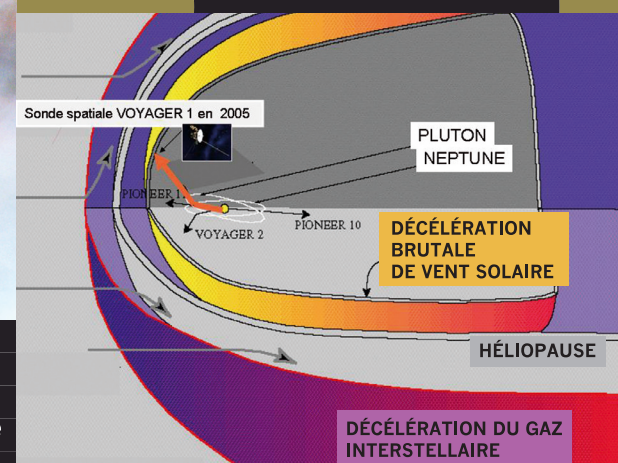 Sonde spatiale VOYAGER 1 en 2005
PLUTON
NEPTUNE
PIONEER 1
VOYAGER 2
PIONEER 10
DÉCÉLÉRATION
BRUTALE
DE VENT SOLAIRE
HÉLIOPAUSE
DÉCÉLÉRATION DU GAZ
INTERSTELLAIRE